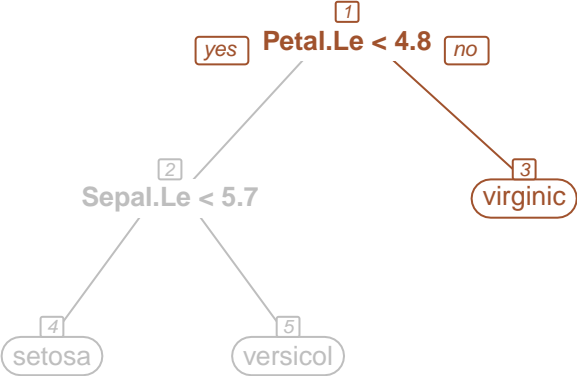 1
yes Petal.Le < 4.8 no
2
Sepal.Le < 5.7
3
virginic
4
setosa
5
versicol